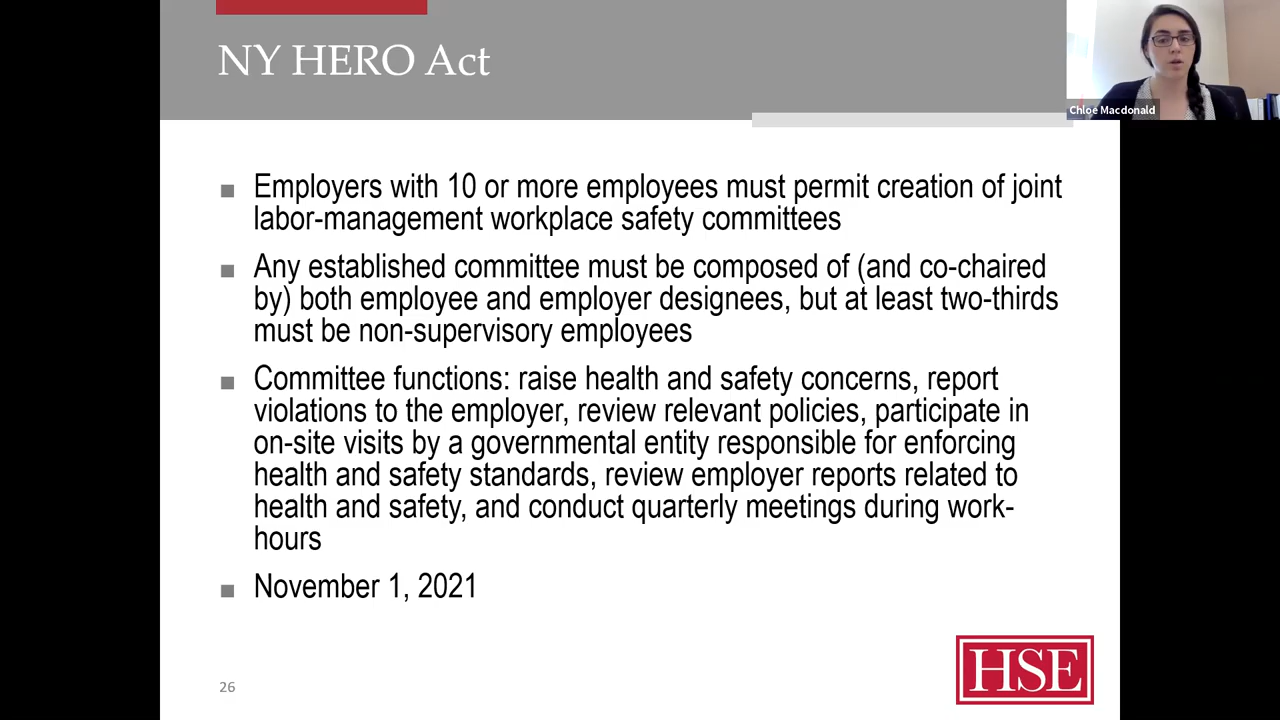 NY HERO Act
Chloe Macdonald
■ Employers with 10 or more employees must permit creation of joint
labor-management workplace safety committees
■ Any established committee must be composed of (and co-chaired
by) both employee and employer designees, but at least two-thirds
must be non-supervisory employees
■ Committee functions: raise health and safety concerns, report
violations to the employer, review relevant policies, participate in
on-site visits by a governmental entity responsible for enforcing
health and safety standards, review employer reports related to
health and safety, and conduct quarterly meetings during work-
hours
■ November 1, 2021
HSE
26